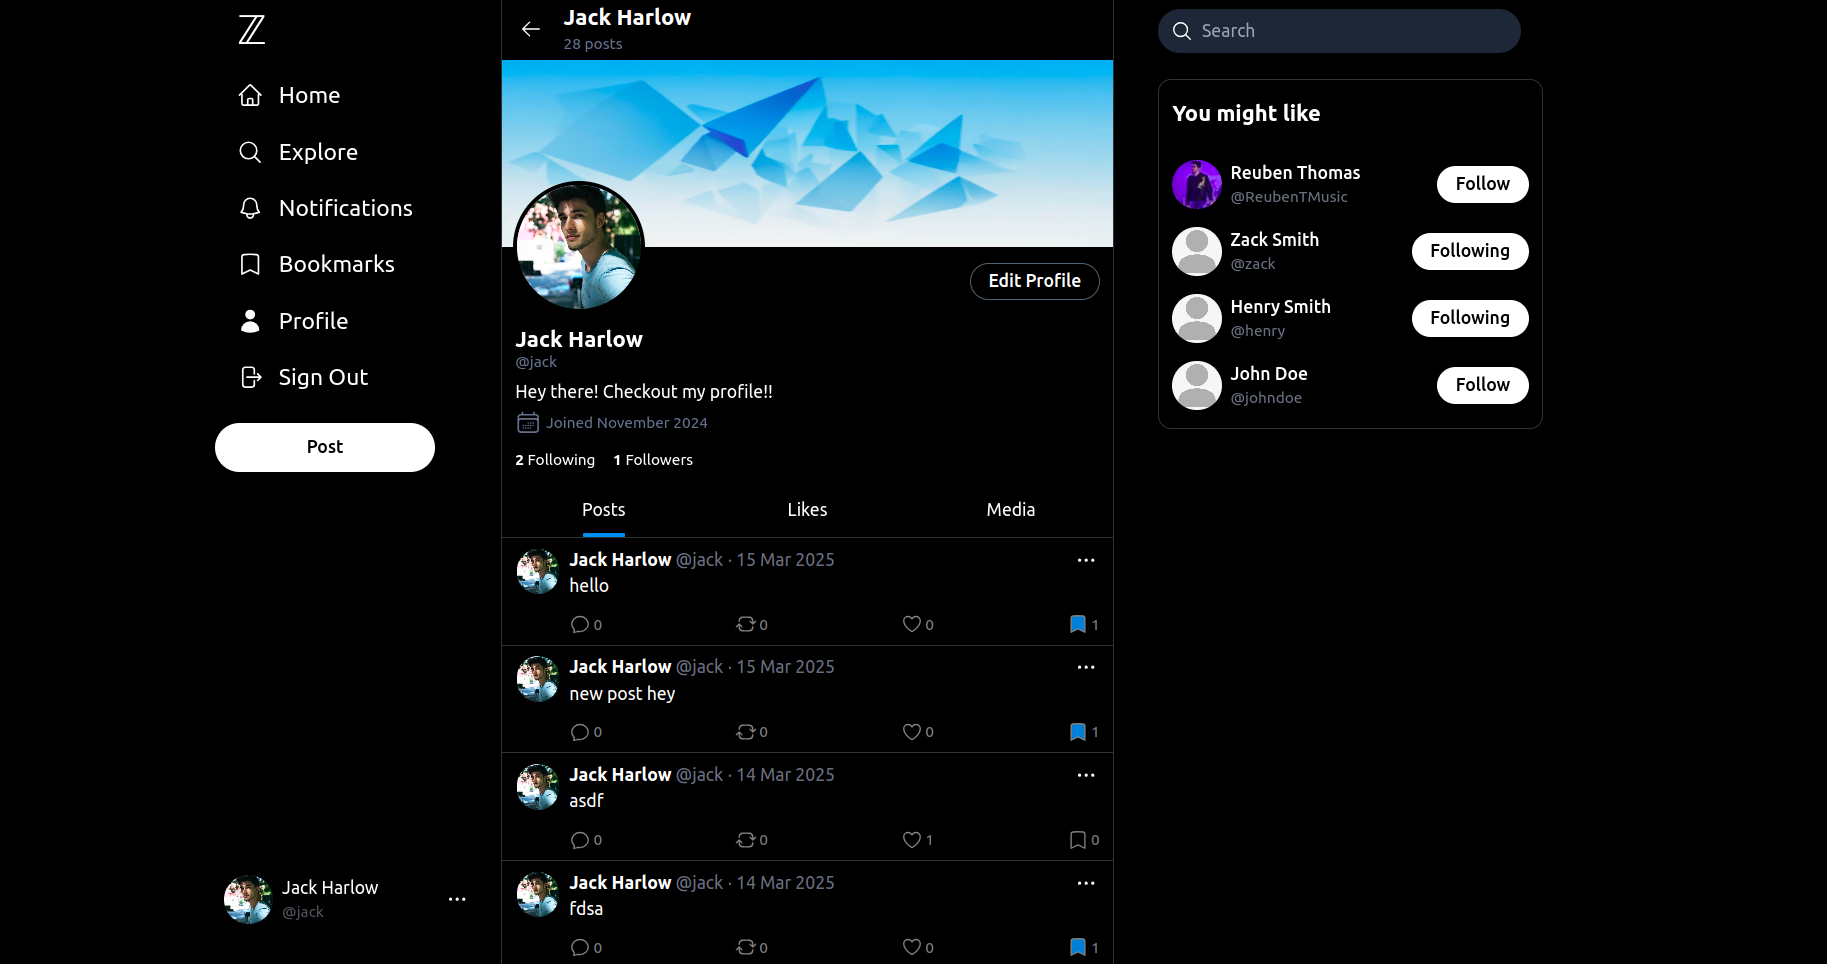 Home
Explore
Notifications
Bookmarks
Profile
Sign Out
Post
Jack Harlow
@jack
Jack Harlow
28 posts
Edit Profile
Jack Harlow
@jack
Hey there! Checkout my profile!!
Joined November 2024
2 Following 1 Followers
Posts Likes Media
Jack Harlow @jack · 15 Mar 2025
hello
0 0 0 1
Jack Harlow @jack · 15 Mar 2025
new post hey
0 0 0 1
Jack Harlow @jack · 14 Mar 2025
asdf
0 0 1 0
Jack Harlow @jack · 14 Mar 2025
fdsa
0 0 0 1
Search
You might like
Reuben Thomas
@ReubenTMusic
Follow
Zack Smith
@zack
Following
Henry Smith
@henry
Following
John Doe
@johndoe
Follow